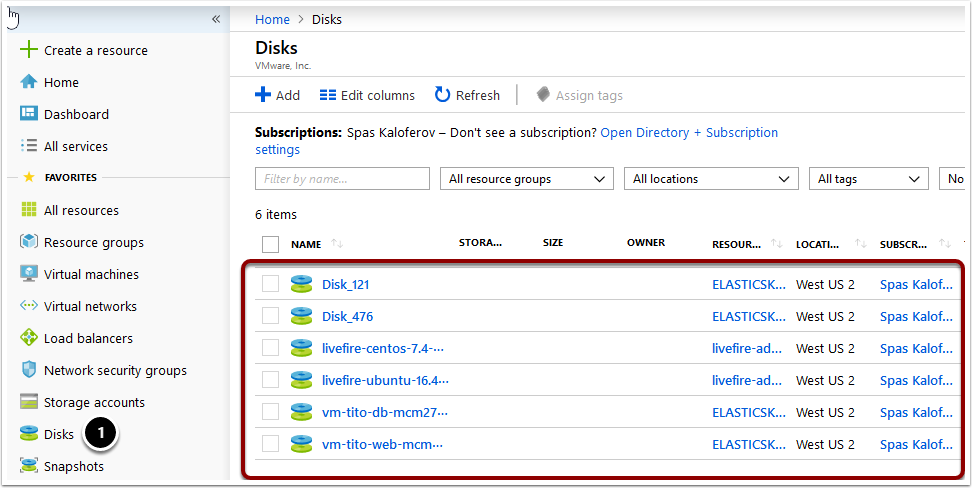 «
Create a resource
Home
Dashboard
All services
FAVORITES
All resources
Resource groups
Virtual machines
Virtual networks
Load balancers
Network security groups
Storage accounts
Disks 1
Snapshots
Home > Disks
Disks
VMware, Inc.
Add Edit columns Refresh Assign tags
Subscriptions: Spas Kaloferov – Don't see a subscription? Open Directory + Subscription
settings
Filter by name... All resource groups All locations All tags No
6 items
NAME STORA... SIZE OWNER RESOUR... LOCATI... SUBSCR...
Disk_121 ELASTICSK... West US 2 Spas Kalof...
Disk_476 ELASTICSK... West US 2 Spas Kalof...
livefire-centos-7.4-... livefire-ad... West US 2 Spas Kalof...
livefire-ubuntu-16.4... livefire-ad... West US 2 Spas Kalof...
vm-tito-db-mcm27... ELASTICSK... West US 2 Spas Kalof...
vm-tito-web-mcm... ELASTICSK... West US 2 Spas Kalof...